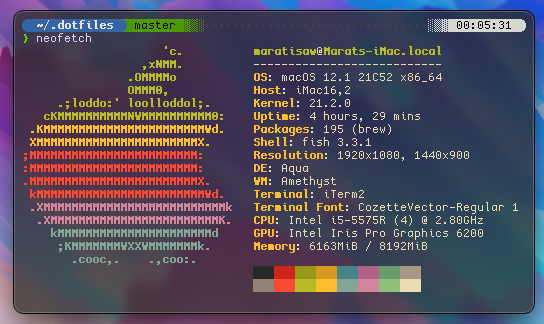 ~/.dotfiles master 00:05:31
❯ neofetch
'c.
,xNMM.
.OMMMMo
OMMM0,
.;loddo:' loolloddol;.
cKMMMMMMMMMMNWMMMMMMMMMM0:
.KMMMMMMMMMMMMMMMMMMMMMMMWd.
XMMMMMMMMMMMMMMMMMMMMMMMX.
;MMMMMMMMMMMMMMMMMMMMMMMM:
:MMMMMMMMMMMMMMMMMMMMMMMM:
.MMMMMMMMMMMMMMMMMMMMMMMMX.
kMMMMMMMMMMMMMMMMMMMMMMMMWd.
.XMMMMMMMMMMMMMMMMMMMMMMMMMMk
.XMMMMMMMMMMMMMMMMMMMMMMMMK.
kMMMMMMMMMMMMMMMMMMMMMMd
;KMMMMMMMWXXWMMMMMMMk.
.cooc,. .,coo:.
maratisaw@Marats-iMac.local
---------------------------
OS: macOS 12.1 21C52 x86_64
Host: iMac16,2
Kernel: 21.2.0
Uptime: 4 hours, 29 mins
Packages: 195 (brew)
Shell: fish 3.3.1
Resolution: 1920x1080, 1440x900
DE: Aqua
WM: Amethyst
Terminal: iTerm2
Terminal Font: CozetteVector-Regular 1
CPU: Intel i5-5575R (4) @ 2.80GHz
GPU: Intel Iris Pro Graphics 6200
Memory: 6163MiB / 8192MiB